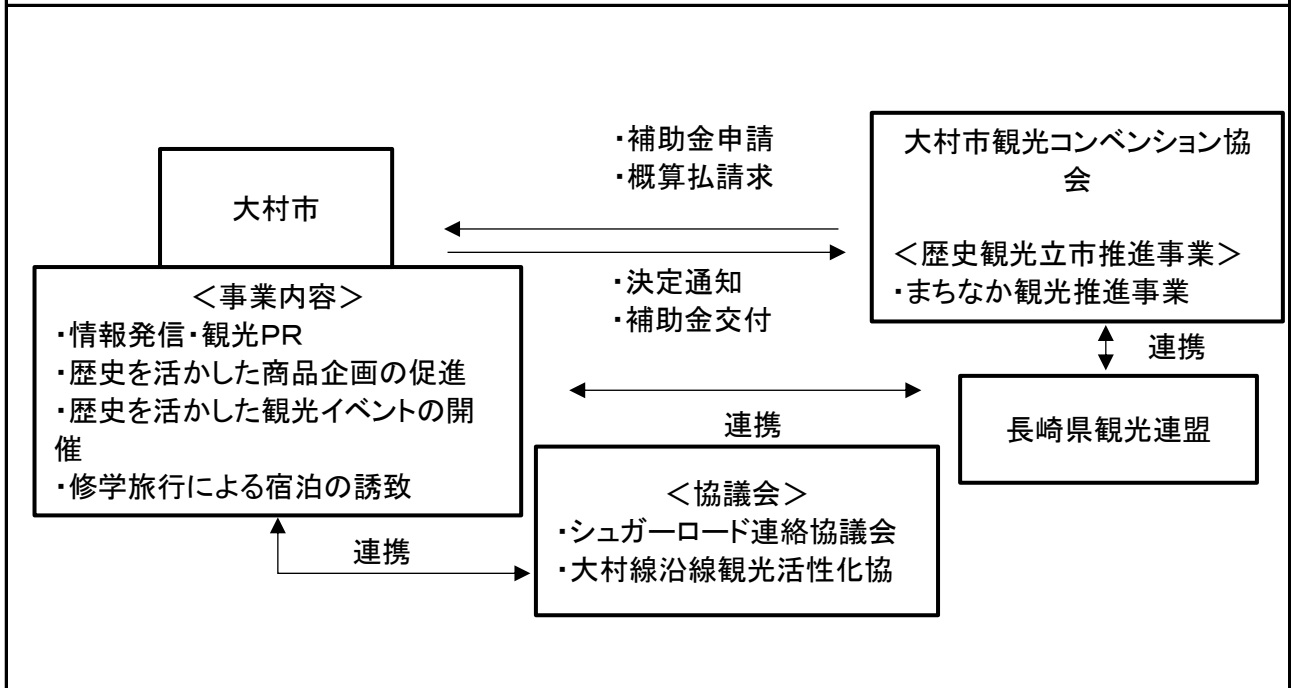 大村市
＜事業内容＞
・情報発信・観光PR
・歴史を活かした商品企画の促進
・歴史を活かした観光イベントの開
催
・修学旅行による宿泊の誘致
・補助金申請
・概算払請求
・決定通知
・補助金交付
大村市観光コンベンション協
会
＜歴史観光立市推進事業＞
・まちなか観光推進事業
連携
長崎県観光連盟
連携
＜協議会＞
・シュガーロード連絡協議会
・大村線沿線観光活性化協
連携